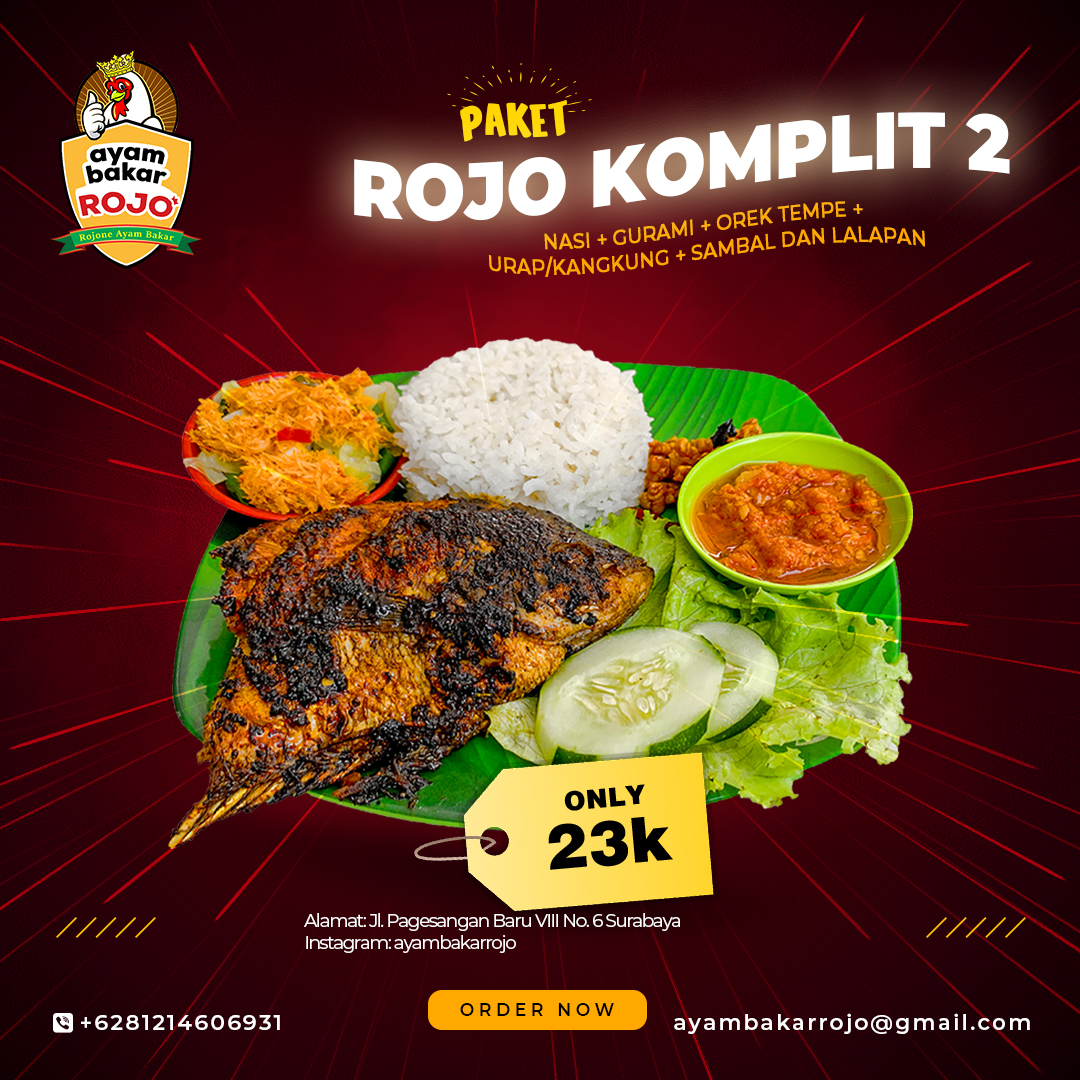 ayam
bakar
ROJO
Rojone Ayam Bakar
PAKET
ROJO KOMPLIT 2
NASI + GURAMI + OREK TEMPE +
URAP/KANGKUNG + SAMBAL DAN LALAPAN
ONLY
23k
Alamat: Jl. Pagesangan Baru VIII No. 6 Surabaya
Instagram: ayambakarrojo
+6281214606931
ORDER NOW
ayambakarrojo@gmail.com